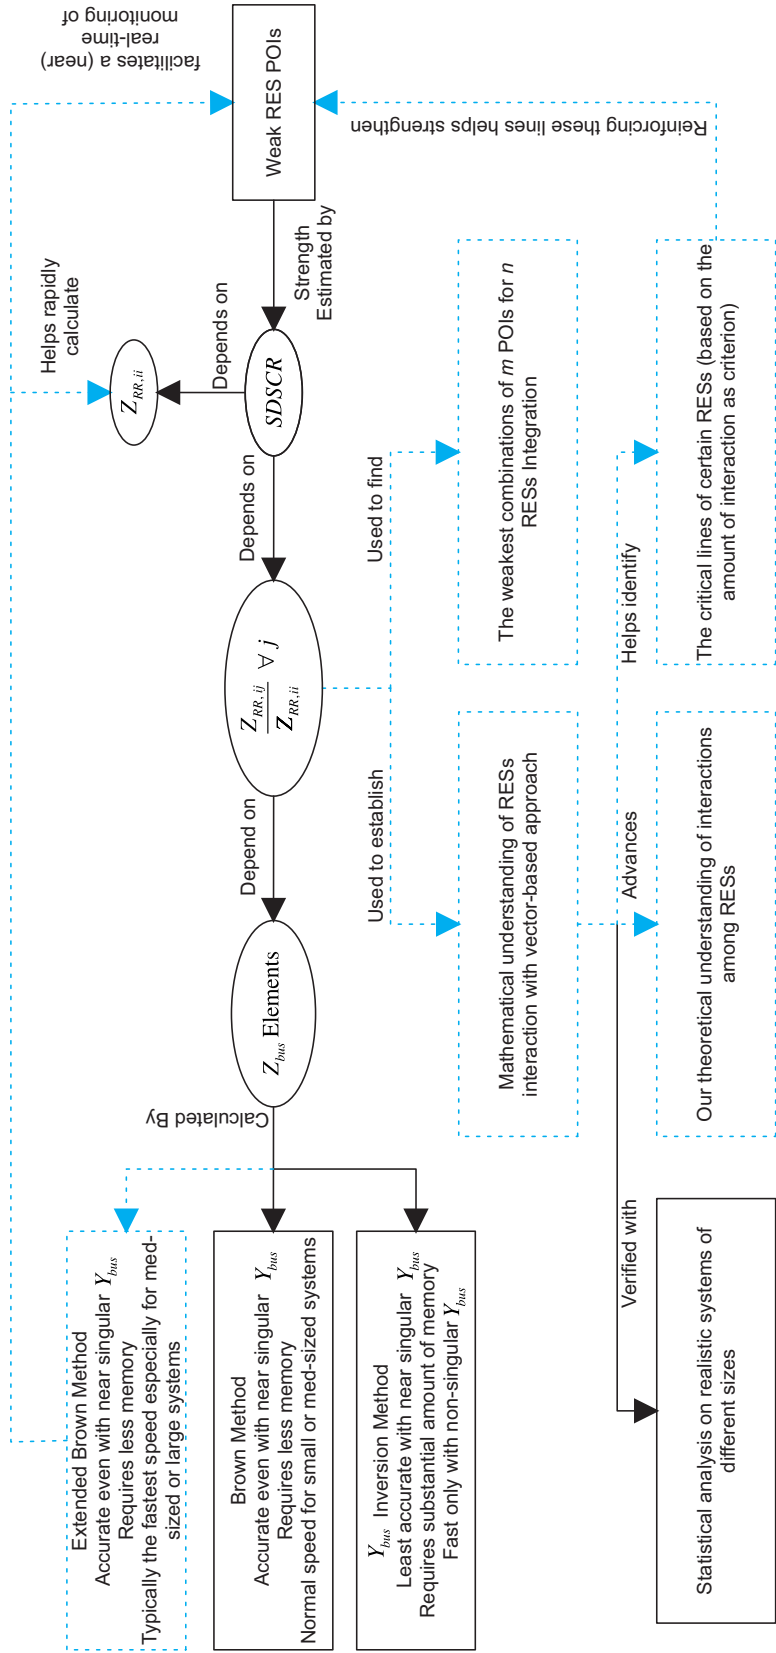 Extended Brown Method
Accurate even with near singular Y_bus
Requires less memory
Typically the fastest speed especially for med-
sized or large systems
Brown Method
Accurate even with near singular Y_bus
Requires less memory
Normal speed for small or med-sized systems
Y_bus Inversion Method
Least accurate with near singular Y_bus
Requires substantial amount of memory
Fast only with non-singular Y_bus
Calculated By
Z_bus Elements
Depend on
Z_RR,ij / Z_RR,ii ∀ j
Depends on
SDSCR
Depends on
Z_RR,ii
Helps rapidly
calculate
Strength
Estimated by
Weak RES POIs
facilitates a (near)
real-time
monitoring of
Reinforcing these lines helps strengthen
Used to establish
Used to find
Mathematical understanding of RESs
interaction with vector-based approach
The weakest combinations of m POIs for n
RESs Integration
Verified with
Advances
Helps identify
Statistical analysis on realistic systems of
different sizes
Our theoretical understanding of interactions
among RESs
The critical lines of certain RESs (based on the
amount of interaction as criterion)